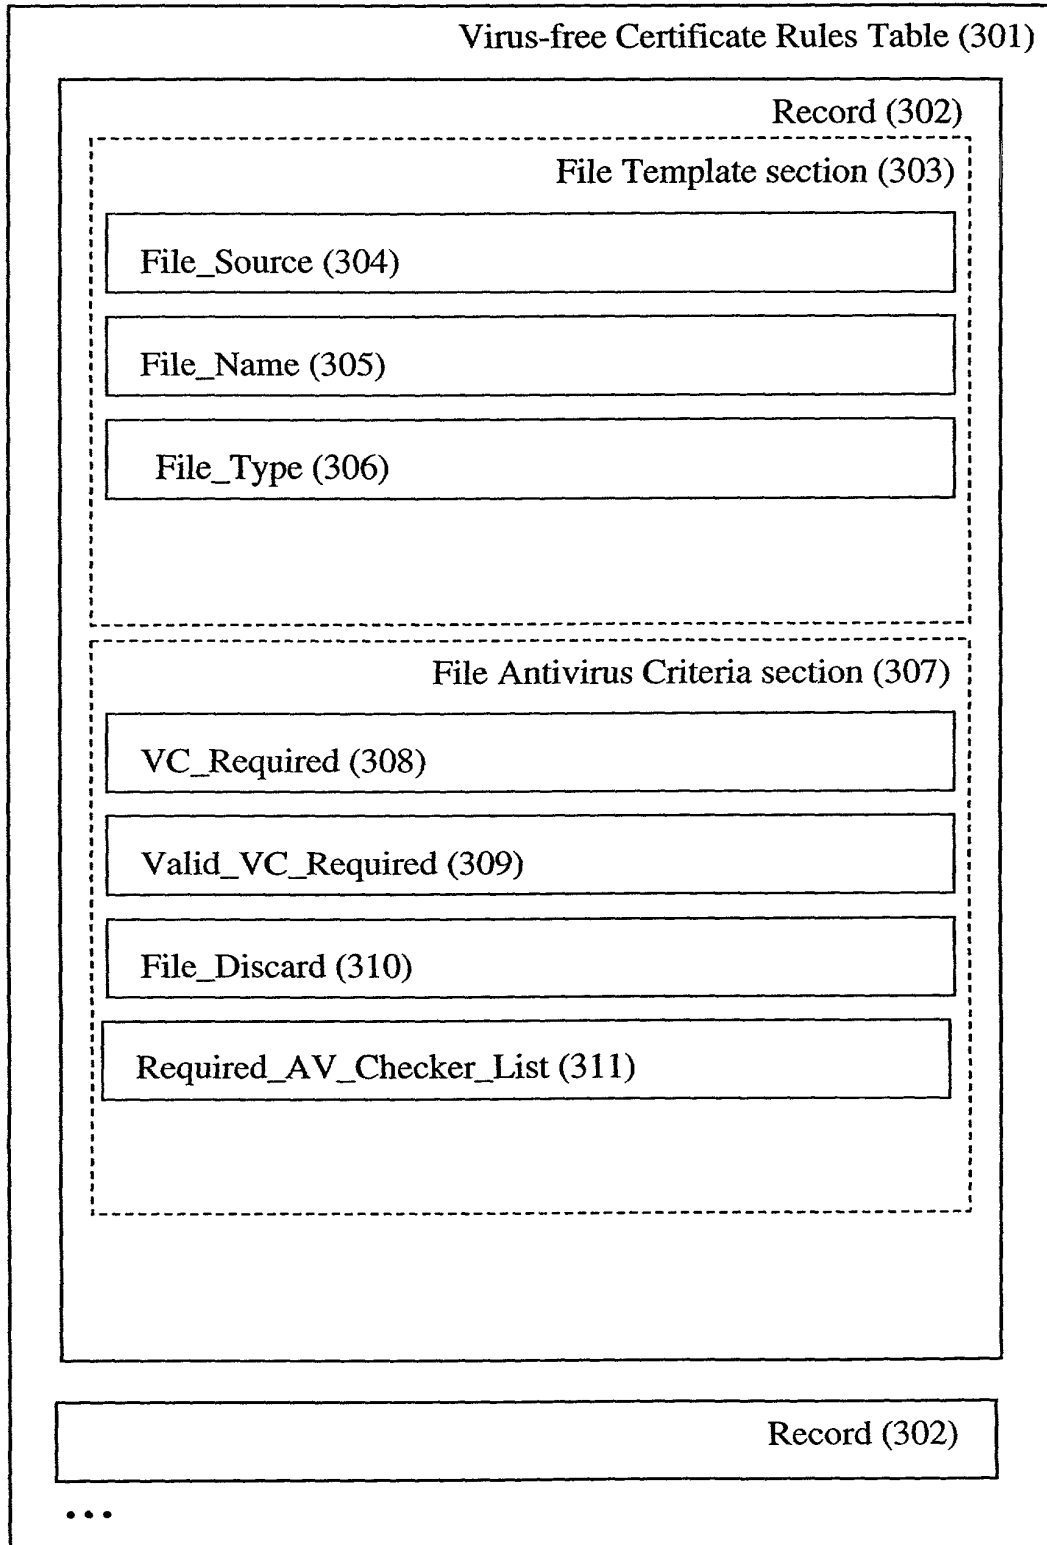 Virus-free Certificate Rules Table (301)
Record (302)
File Template section (303)
File_Source (304)
File_Name (305)
File_Type (306)
File Antivirus Criteria section (307)
VC_Required (308)
Valid_VC_Required (309)
File_Discard (310)
Required_AV_Checker_List (311)
Record (302)
...